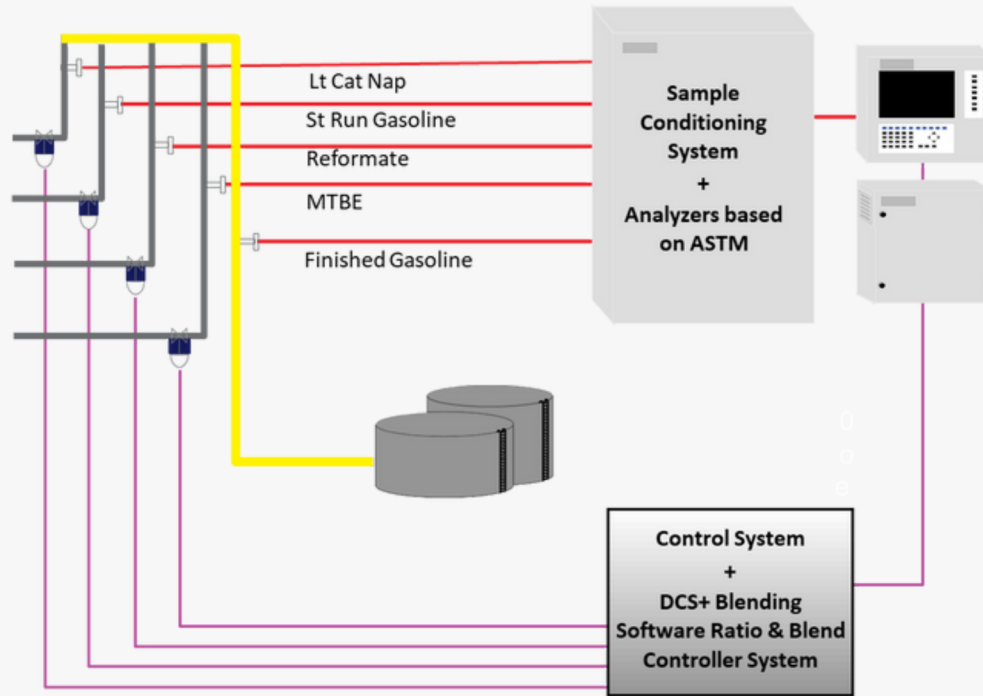 Lt Cat Nap
St Run Gasoline
Reformate
MTBE
Finished Gasoline
Sample
Conditioning
System
+
Analyzers based
on ASTM
0
o
e
Control System
+
DCS+ Blending
Software Ratio & Blend
Controller System